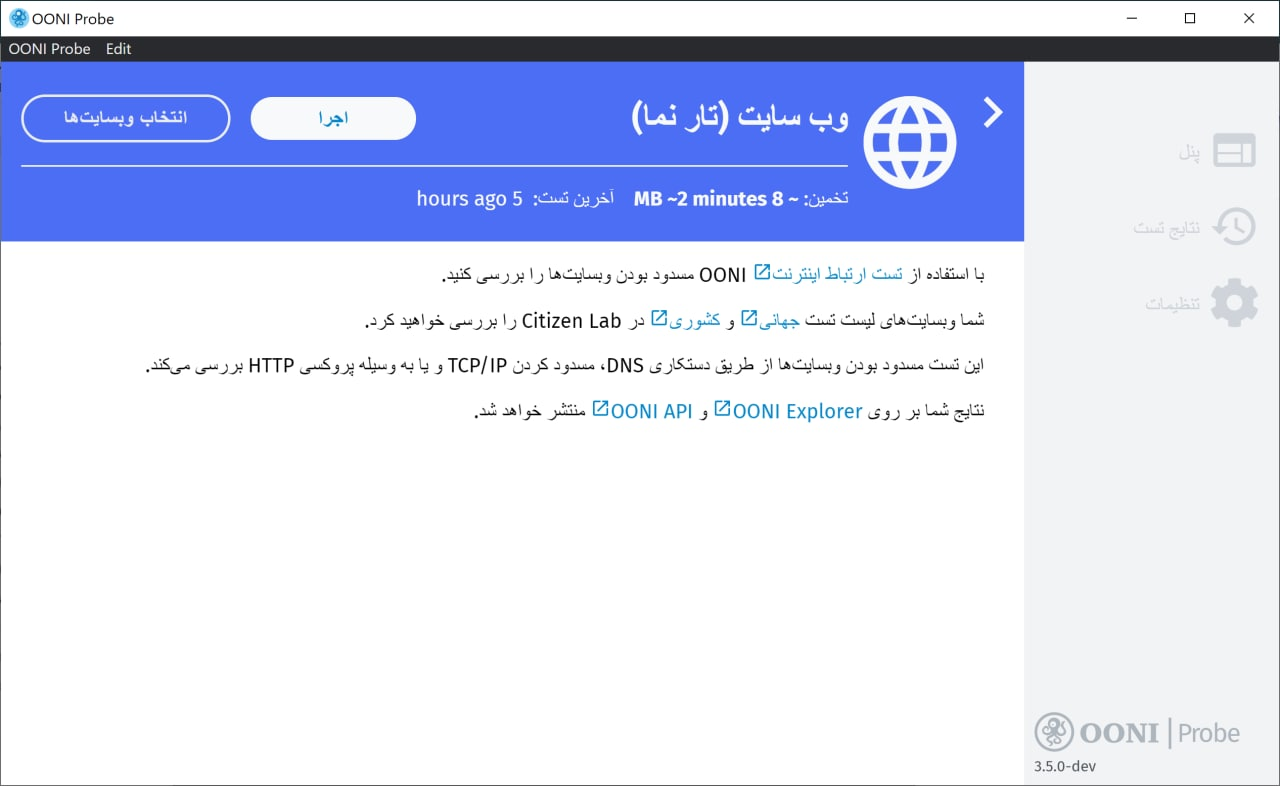 OONI Probe
OONI Probe Edit
وب سایت (تار نما)
اجرا
انتخاب وبسایت‌ها
تخمین: ~ 8 MB ~2 minutes آخرین تست: 5 hours ago
پنل
نتایج تست
تنظیمات
با استفاده از تست ارتباط اینترنت OONI مسدود بودن وبسایت‌ها را بررسی کنید.
شما وبسایت‌های لیست تست جهانی و کشوری در Citizen Lab را بررسی خواهید کرد.
این تست مسدود بودن وبسایت‌ها از طریق دستکاری DNS، مسدود کردن TCP/IP و یا به وسیله پروکسی HTTP بررسی می‌کند.
نتایج شما بر روی OONI Explorer و OONI API منتشر خواهد شد.
OONI | Probe
3.5.0-dev